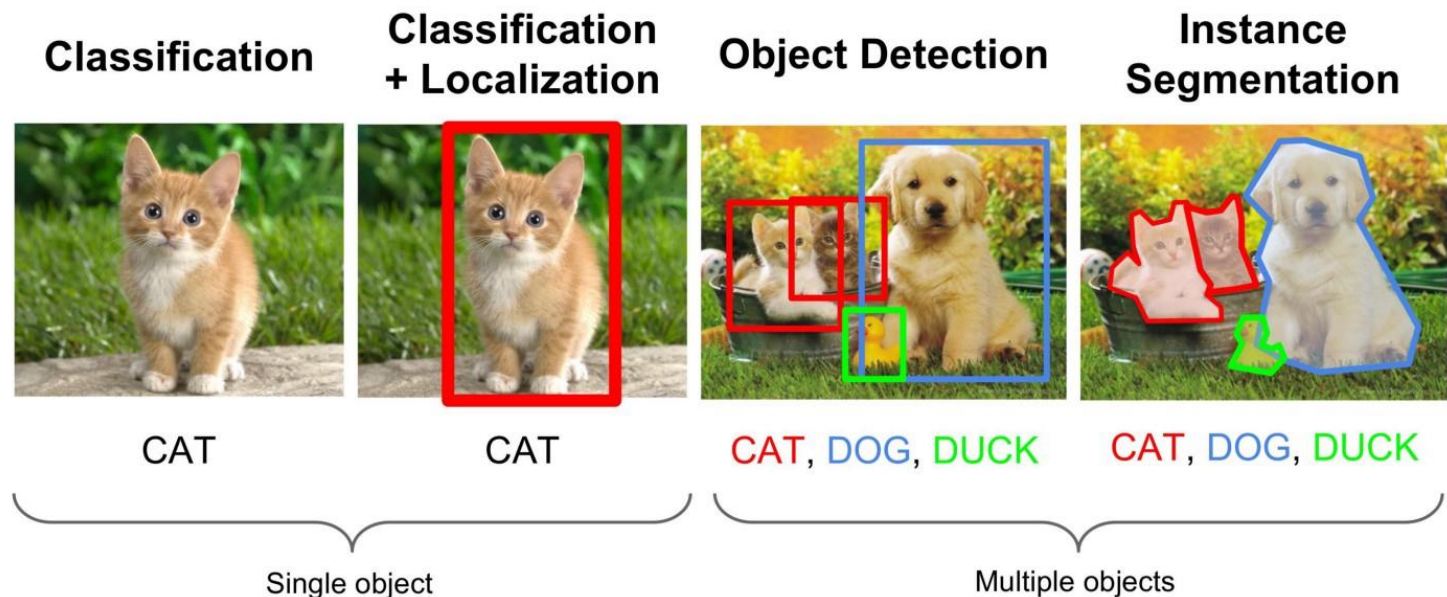 Classification
Classification
+ Localization
Object Detection
Instance
Segmentation
CAT
CAT
CAT, DOG, DUCK
CAT, DOG, DUCK
Single object
Multiple objects